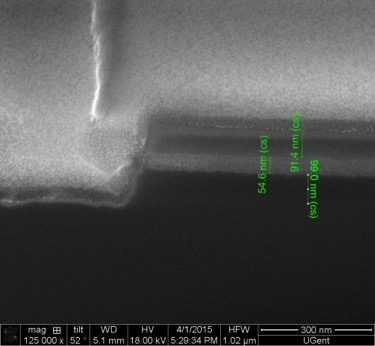 54.6 nm (cs)
91.4 nm (cs)
99.0 nm (cs)
mag tilt WD HV 4/1/2015 HFW 300 nm
125 000 x 52 ° 5.1 mm 18.00 kV 5:29:34 PM 1.02 µm UGent